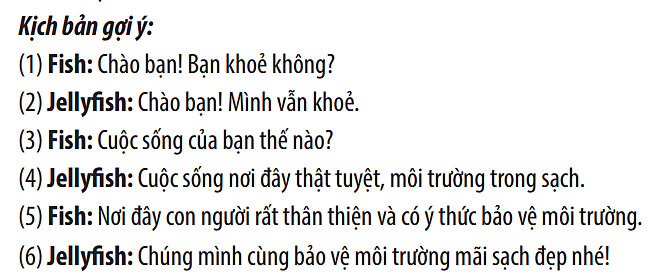 Kịch bản gợi ý:
(1) Fish: Chào bạn! Bạn khoẻ không?
(2) Jellyfish: Chào bạn! Mình vẫn khoẻ.
(3) Fish: Cuộc sống của bạn thế nào?
(4) Jellyfish: Cuộc sống nơi đây thật tuyệt, môi trường trong sạch.
(5) Fish: Nơi đây con người rất thân thiện và có ý thức bảo vệ môi trường.
(6) Jellyfish: Chúng mình cùng bảo vệ môi trường mãi sạch đẹp nhé!